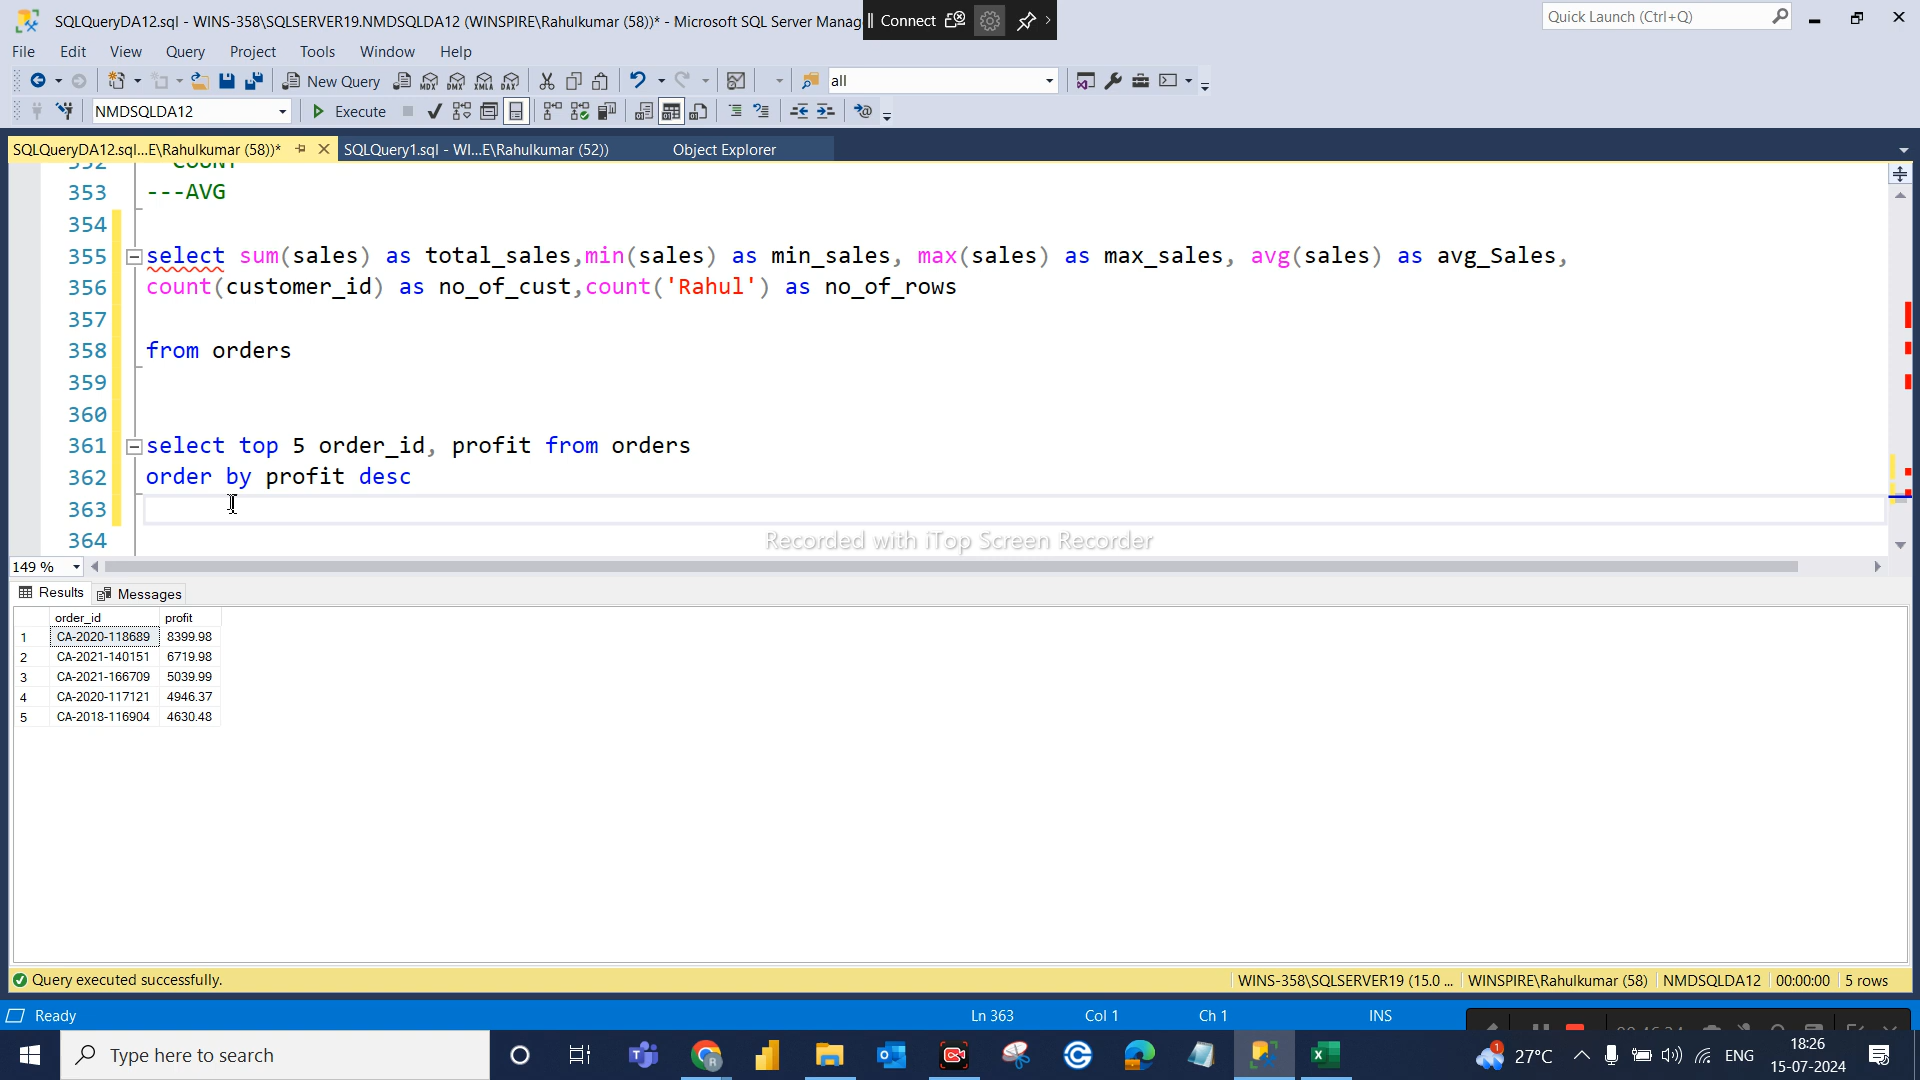 SQLQueryDA12.sql - WINS-358\SQLSERVER19.NMDSQLDA12 (WINSPIRE\Rahulkumar (58))* - Microsoft SQL Server Manag
Connect
Quick Launch (Ctrl+Q)
File Edit View Query Project Tools Window Help
New Query MDX DMX XMLA DAX all
NMDSQLDA12 Execute
SQLQueryDA12.sql...E\Rahulkumar (58))* SQLQuery1.sql - WI...E\Rahulkumar (52)) Object Explorer
352 COUNT
353 ---AVG
354
355 select sum(sales) as total_sales,min(sales) as min_sales, max(sales) as max_sales, avg(sales) as avg_Sales,
356 count(customer_id) as no_of_cust,count('Rahul') as no_of_rows
357
358 from orders
359
360
361 select top 5 order_id, profit from orders
362 order by profit desc
363
364
Recorded with iTop Screen Recorder
149 %
Results Messages
order_id profit
1 CA-2020-118689 8399.98
2 CA-2021-140151 6719.98
3 CA-2021-166709 5039.99
4 CA-2020-117121 4946.37
5 CA-2018-116904 4630.48
Query executed successfully. WINS-358\SQLSERVER19 (15.0 ... WINSPIRE\Rahulkumar (58) NMDSQLDA12 00:00:00 5 rows
Ready Ln 363 Col 1 Ch 1 INS
Type here to search 1 27°C ENG 18:26
15-07-2024